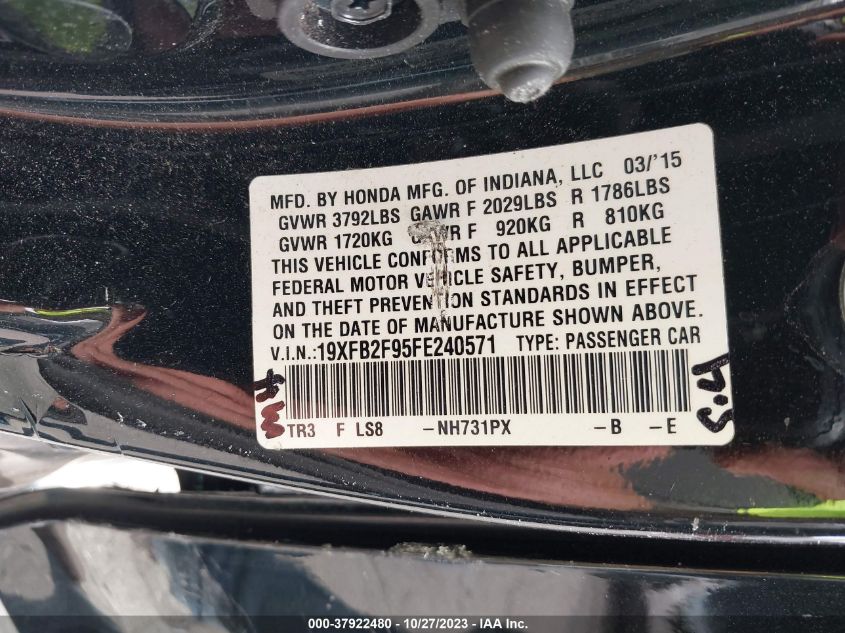 MFD. BY HONDA MFG. OF INDIANA, LLC 03/'15
GVWR 3792LBS GAWR F 2029LBS R 1786LBS
GVWR 1720KG GAWR F 920KG R 810KG
THIS VEHICLE CONFORMS TO ALL APPLICABLE
FEDERAL MOTOR VEHICLE SAFETY, BUMPER,
AND THEFT PREVENTION STANDARDS IN EFFECT
ON THE DATE OF MANUFACTURE SHOWN ABOVE.
V.I.N.:19XFB2F95FE240571 TYPE: PASSENGER CAR
TR3 F LS8 -NH731PX -B -E
000-37922480 - 10/27/2023 - IAAI INC.